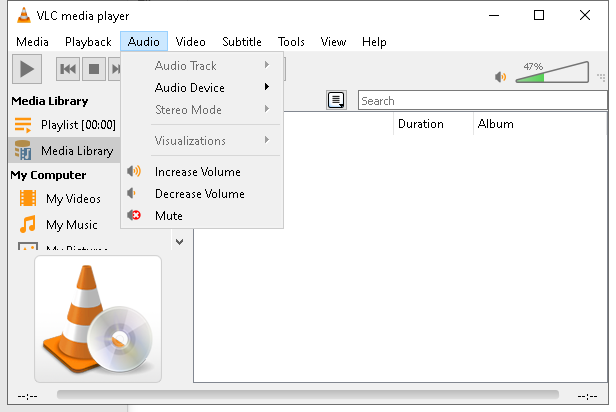 VLC media player
Media Playback Audio Video Subtitle Tools View Help
Audio Track
Audio Device
Stereo Mode
Visualizations
Increase Volume
Decrease Volume
Mute
47%
Media Library
Playlist [00:00]
Media Library
My Computer
My Videos
My Music
My Pictures
Search
Duration Album
--:-- --:--